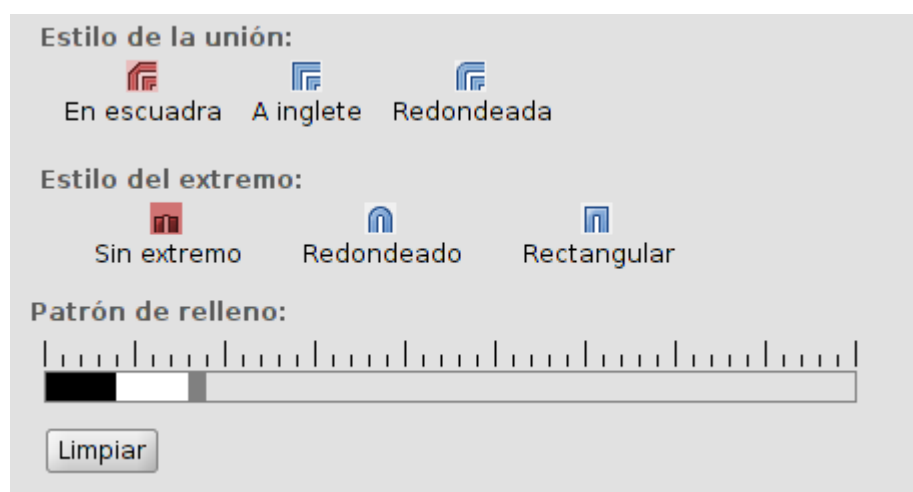 Estilo de la unión:
En escuadra A inglete Redondeada
Estilo del extremo:
Sin extremo Redondeado Rectangular
Patrón de relleno:
Limpiar